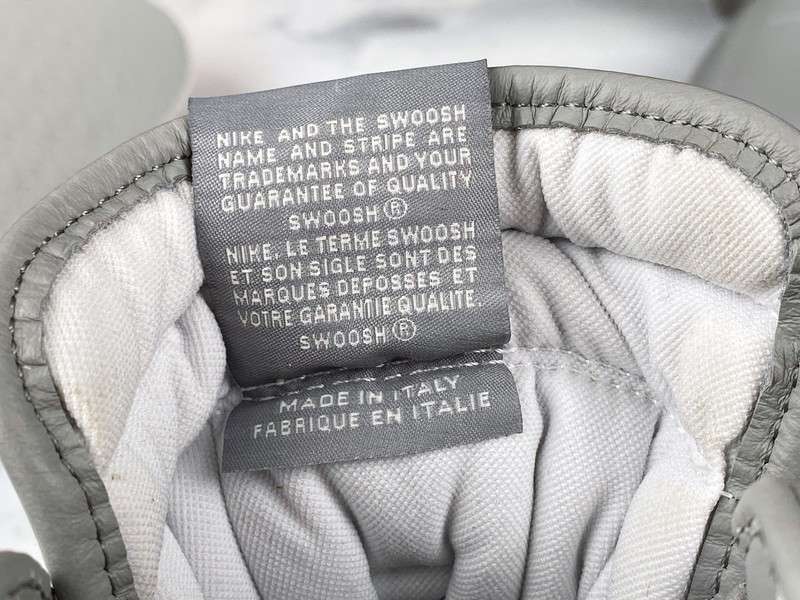 NIKE AND THE SWOOSH
NAME AND STRIPE ARE
TRADEMARKS AND YOUR
GUARANTEE OF QUALITY
SWOOSH®
NIKE, LE TERME SWOOSH
ET SON SIGLE SONT DES
MARQUES DEPOSSES ET
VOTRE GARANTIE QUALITE.
SWOOSH®
MADE IN ITALY
FABRIQUE EN ITALIE